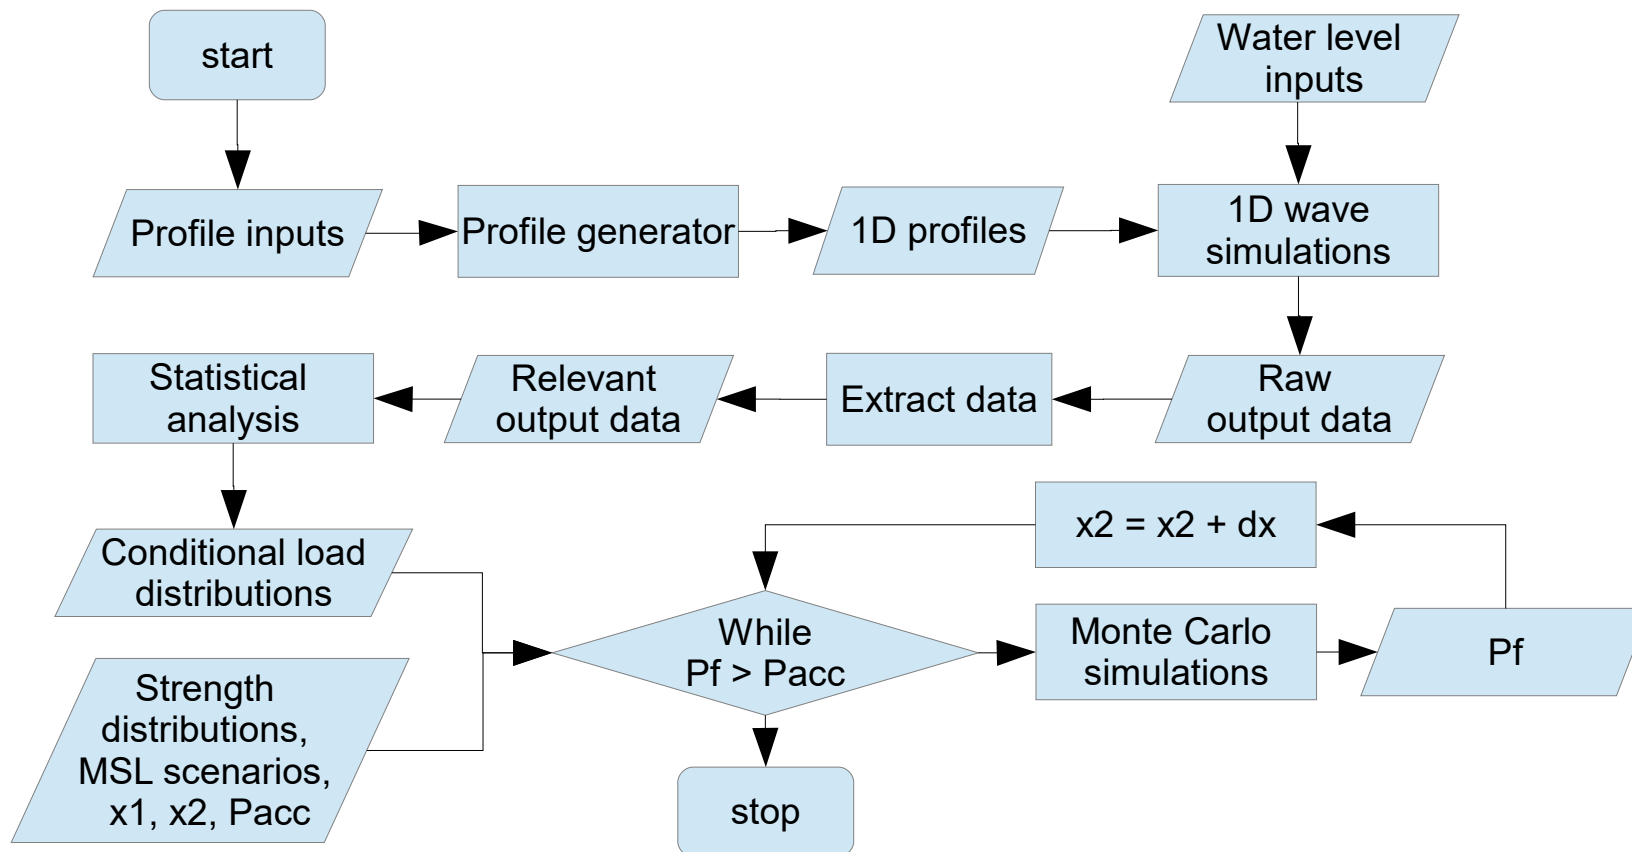 start
Water level
inputs
Profile inputs
Profile generator
1D profiles
1D wave
simulations
Statistical
analysis
Relevant
output data
Extract data
Raw
output data
x2 = x2 + dx
Conditional load
distributions
While
Pf > Pacc
Monte Carlo
simulations
Pf
Strength
distributions,
MSL scenarios,
x1, x2, Pacc
stop